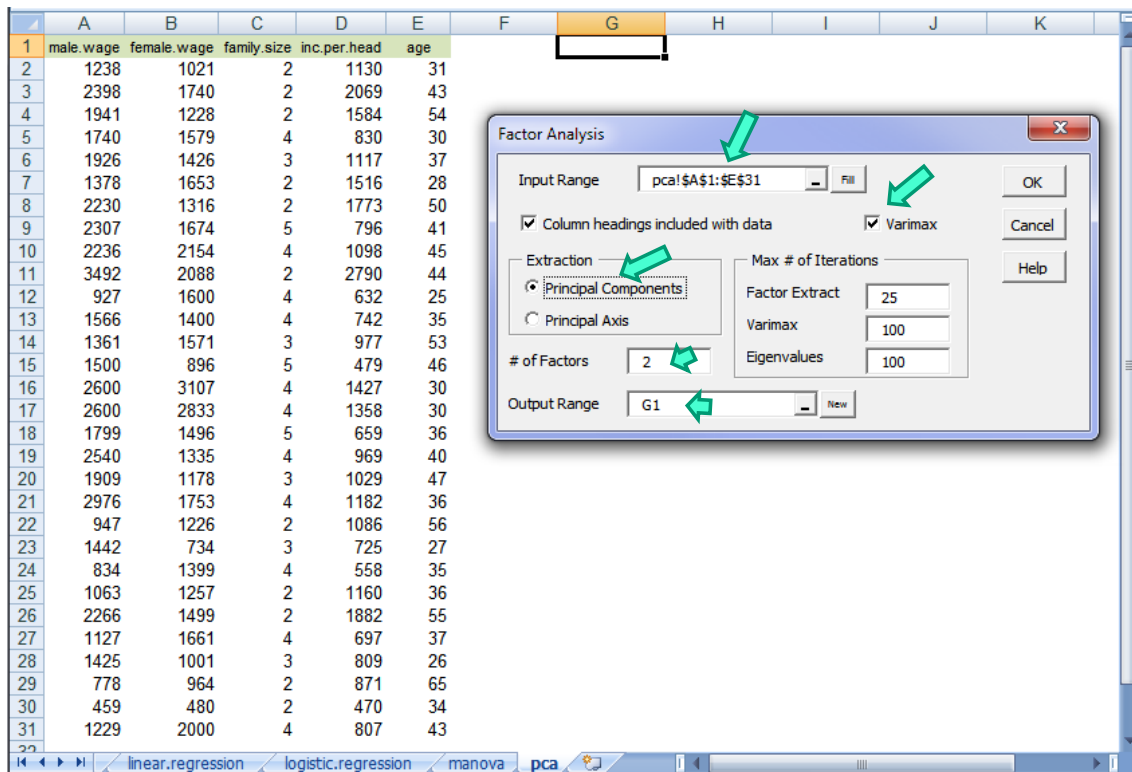 A B C D E F G H I J K
1 male.wage female.wage family.size inc.per.head age
2 1238 1021 2 1130 31
3 2398 1740 2 2069 43
4 1941 1228 2 1584 54
5 1740 1579 4 830 30
6 1926 1426 3 1117 37
7 1378 1653 2 1516 28
8 2230 1316 2 1773 50
9 2307 1674 5 796 41
10 2236 2154 4 1098 45
11 3492 2088 2 2790 44
12 927 1600 4 632 25
13 1566 1400 4 742 35
14 1361 1571 3 977 53
15 1500 896 5 479 46
16 2600 3107 4 1427 30
17 2600 2833 4 1358 30
18 1799 1496 5 659 36
19 2540 1335 4 969 40
20 1909 1178 3 1029 47
21 2976 1753 4 1182 36
22 947 1226 2 1086 56
23 1442 734 3 725 27
24 834 1399 4 558 35
25 1063 1257 2 1160 36
26 2266 1499 2 1882 55
27 1127 1661 4 697 37
28 1425 1001 3 809 26
29 778 964 2 871 65
30 459 480 2 470 34
31 1229 2000 4 807 43
32
Factor Analysis
Input Range pca!$A$1:$E$31 Fill OK
Column headings included with data Varimax Cancel
Extraction Max # of Iterations Help
Principal Components Factor Extract 25
Principal Axis Varimax 100
# of Factors 2 Eigenvalues 100
Output Range G1 New
linear.regression logistic.regression manova pca